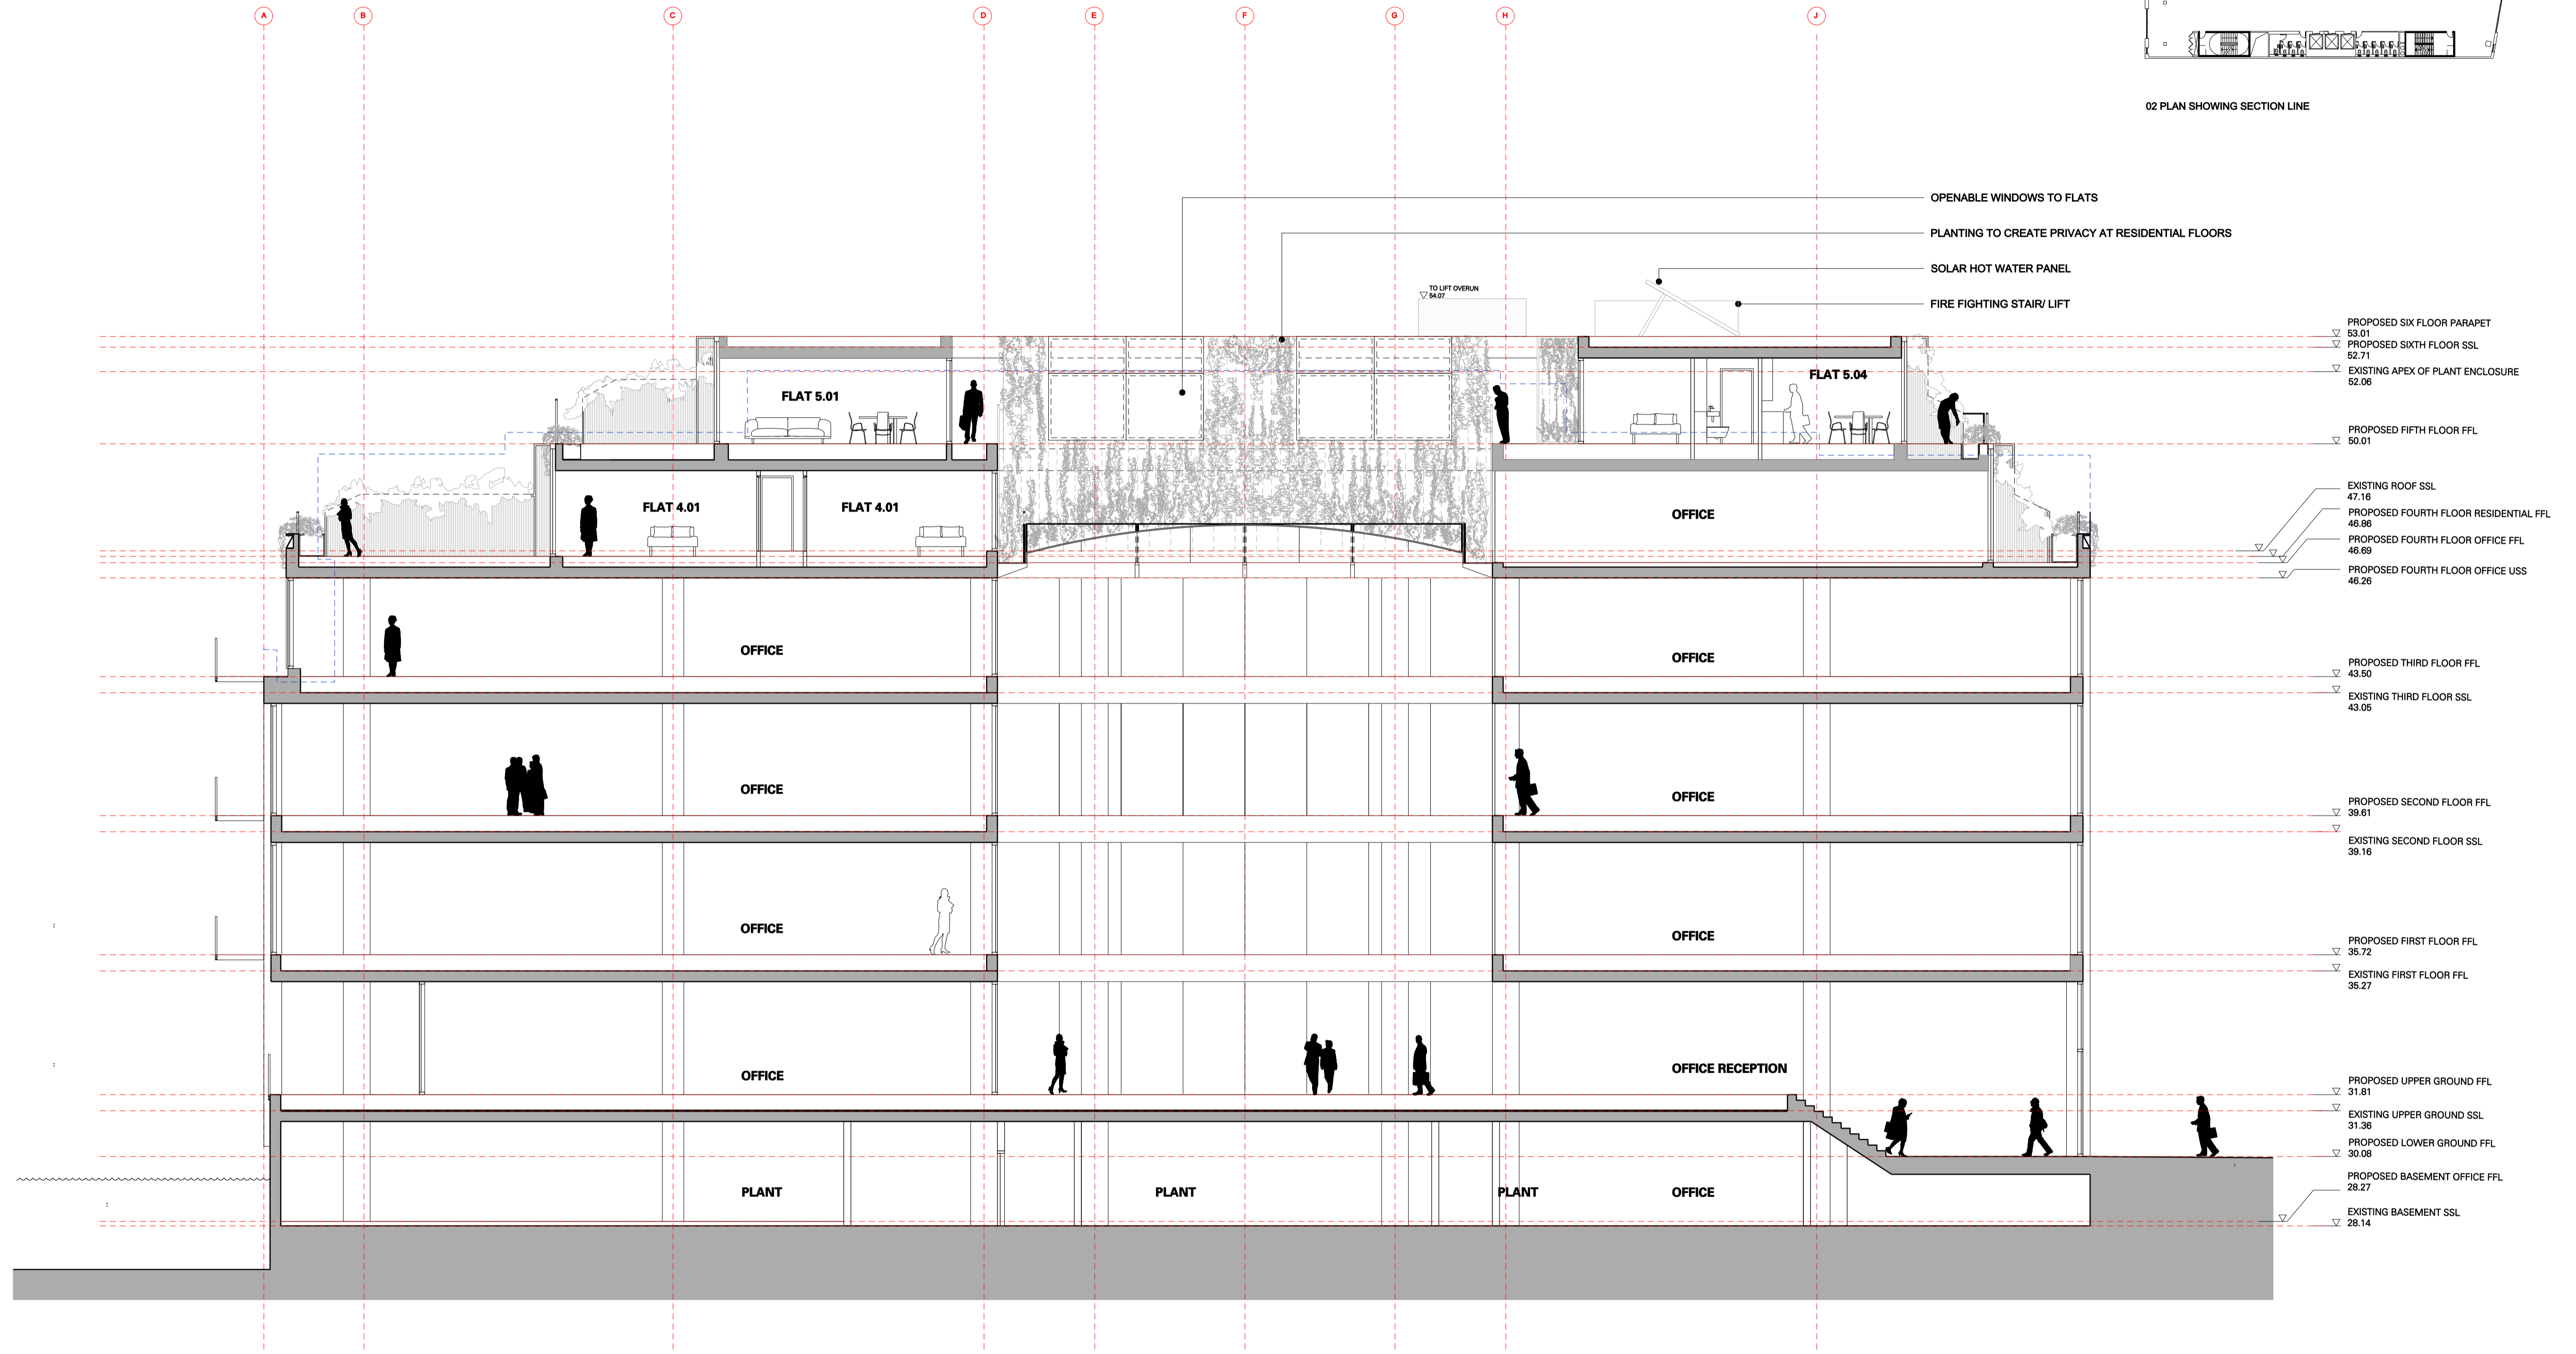 A
B
C
D
E
F
G
H
J
02 PLAN SHOWING SECTION LINE
OPENABLE WINDOWS TO FLATS
PLANTING TO CREATE PRIVACY AT RESIDENTIAL FLOORS
SOLAR HOT WATER PANEL
FIRE FIGHTING STAIR/ LIFT
TO LIFT OVERUN
54.07
PROPOSED SIX FLOOR PARAPET
53.01
PROPOSED SIXTH FLOOR SSL
52.71
EXISTING APEX OF PLANT ENCLOSURE
52.06
FLAT 5.01
FLAT 5.04
PROPOSED FIFTH FLOOR FFL
50.01
FLAT 4.01
FLAT 4.01
OFFICE
EXISTING ROOF SSL
47.16
PROPOSED FOURTH FLOOR RESIDENTIAL FFL
46.86
PROPOSED FOURTH FLOOR OFFICE FFL
46.69
PROPOSED FOURTH FLOOR OFFICE USS
46.26
OFFICE
OFFICE
PROPOSED THIRD FLOOR FFL
43.50
EXISTING THIRD FLOOR SSL
43.05
OFFICE
OFFICE
PROPOSED SECOND FLOOR FFL
39.61
EXISTING SECOND FLOOR SSL
39.16
OFFICE
OFFICE
PROPOSED FIRST FLOOR FFL
35.72
EXISTING FIRST FLOOR FFL
35.27
OFFICE
OFFICE RECEPTION
PROPOSED UPPER GROUND FFL
31.81
EXISTING UPPER GROUND SSL
31.36
PROPOSED LOWER GROUND FFL
30.08
PLANT
PLANT
PLANT
OFFICE
PROPOSED BASEMENT OFFICE FFL
28.27
EXISTING BASEMENT SSL
28.14